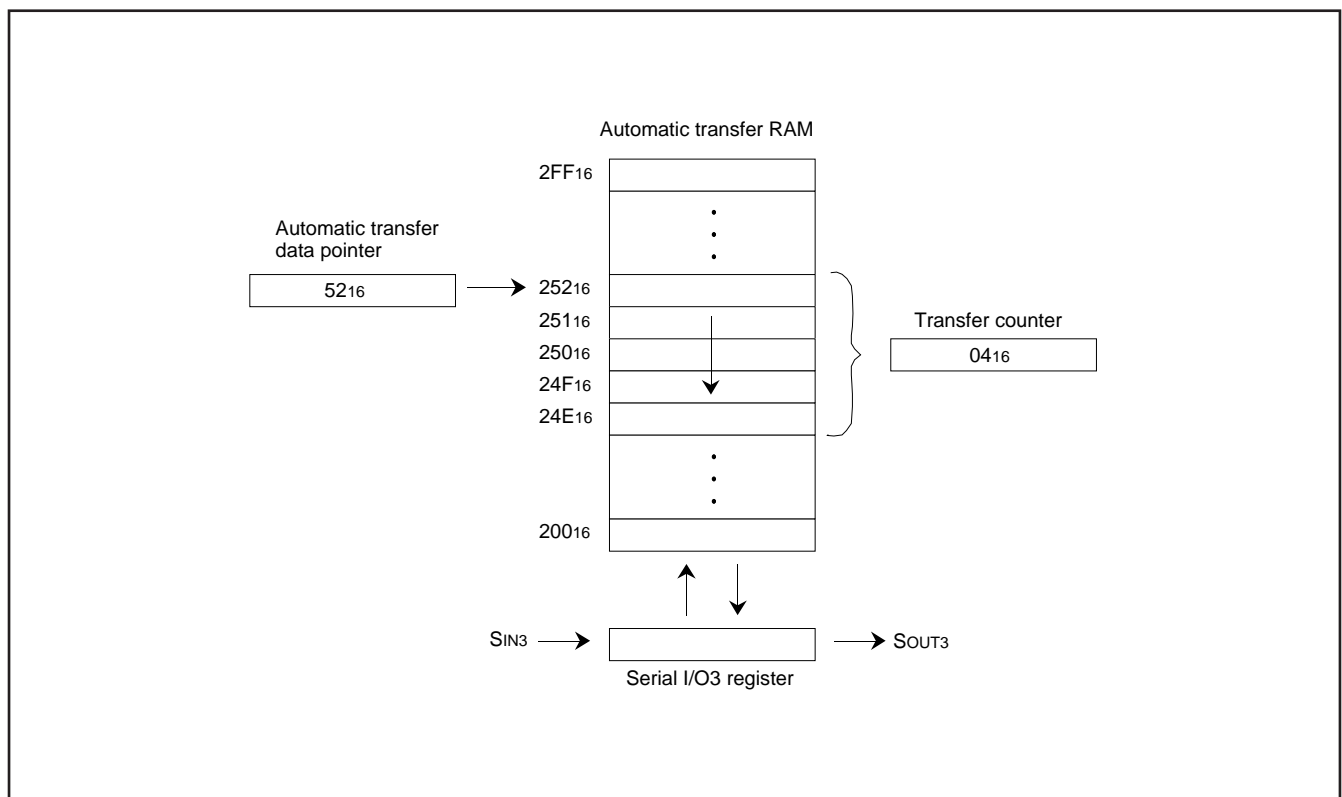 Automatic transfer RAM
2FF16
Automatic transfer
data pointer
5216
25216
25116
25016
24F16
24E16
Transfer counter
0416
20016
SIN3
SOUT3
Serial I/O3 register